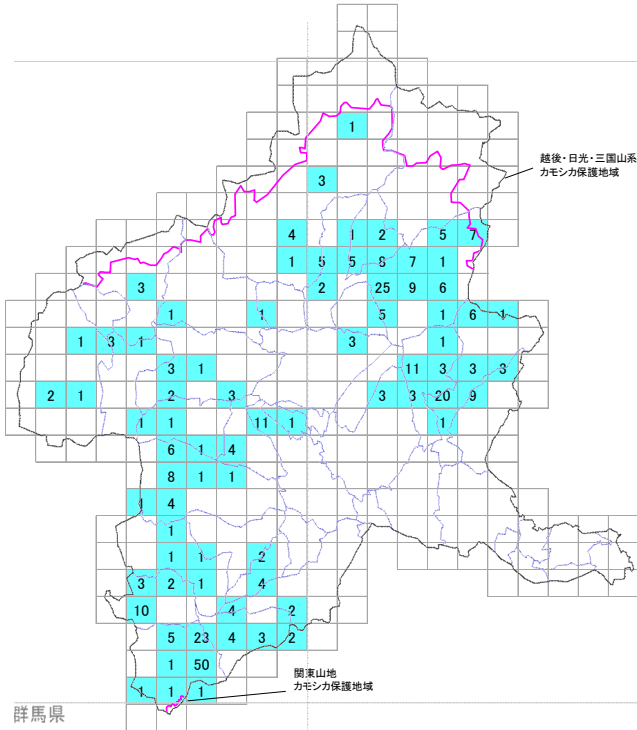 1
越後・日光・三国山系
カモシカ保護地域
3
4 1 2 5 7
1 5 5 8 7 1
3 2 25 9 6
1 1 5 1 6 1
1 3 1 3 1
3 1 11 3 3 3
2 1 2 3 3 3 20 9
1 1 11 1 1
6 1 4
8 1 1
1 4
1
1 1 2
3 2 1 4
10 4 2
5 23 4 3 2
1 50
関東山地
カモシカ保護地域
1 1 1
群馬県